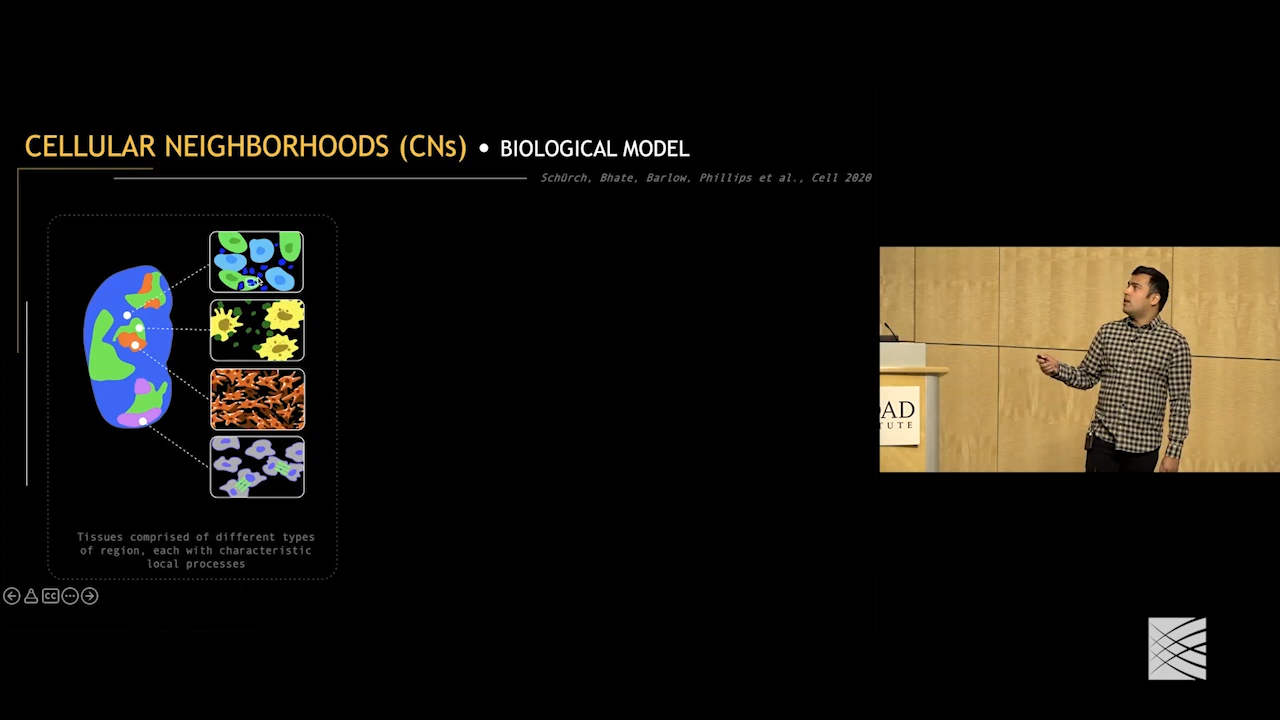 CELLULAR NEIGHBORHOODS (CNs) • BIOLOGICAL MODEL
Schürch, Bhate, Barlow, Phillips et al., Cell 2020
Tissues comprised of different types
of region, each with characteristic
local processes
CC